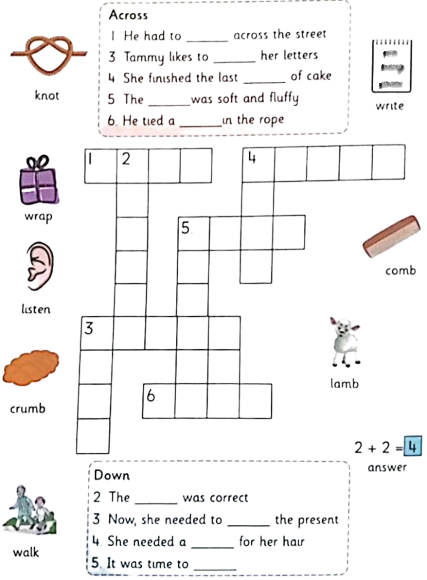 Across
1 He had to ______ across the street
3 Tammy likes to ______ her letters
4 She finished the last ______ of cake
5 The ______ was soft and fluffy
6. He tied a ______ in the rope
knot
write
1 2
4
wrap
5
comb
listen
3
lamb
crumb
6
2 + 2 = 4
answer
walk
Down
2 The ______ was correct
3 Now, she needed to ______ the present
4. She needed a ______ for her hair
5. It was time to ______